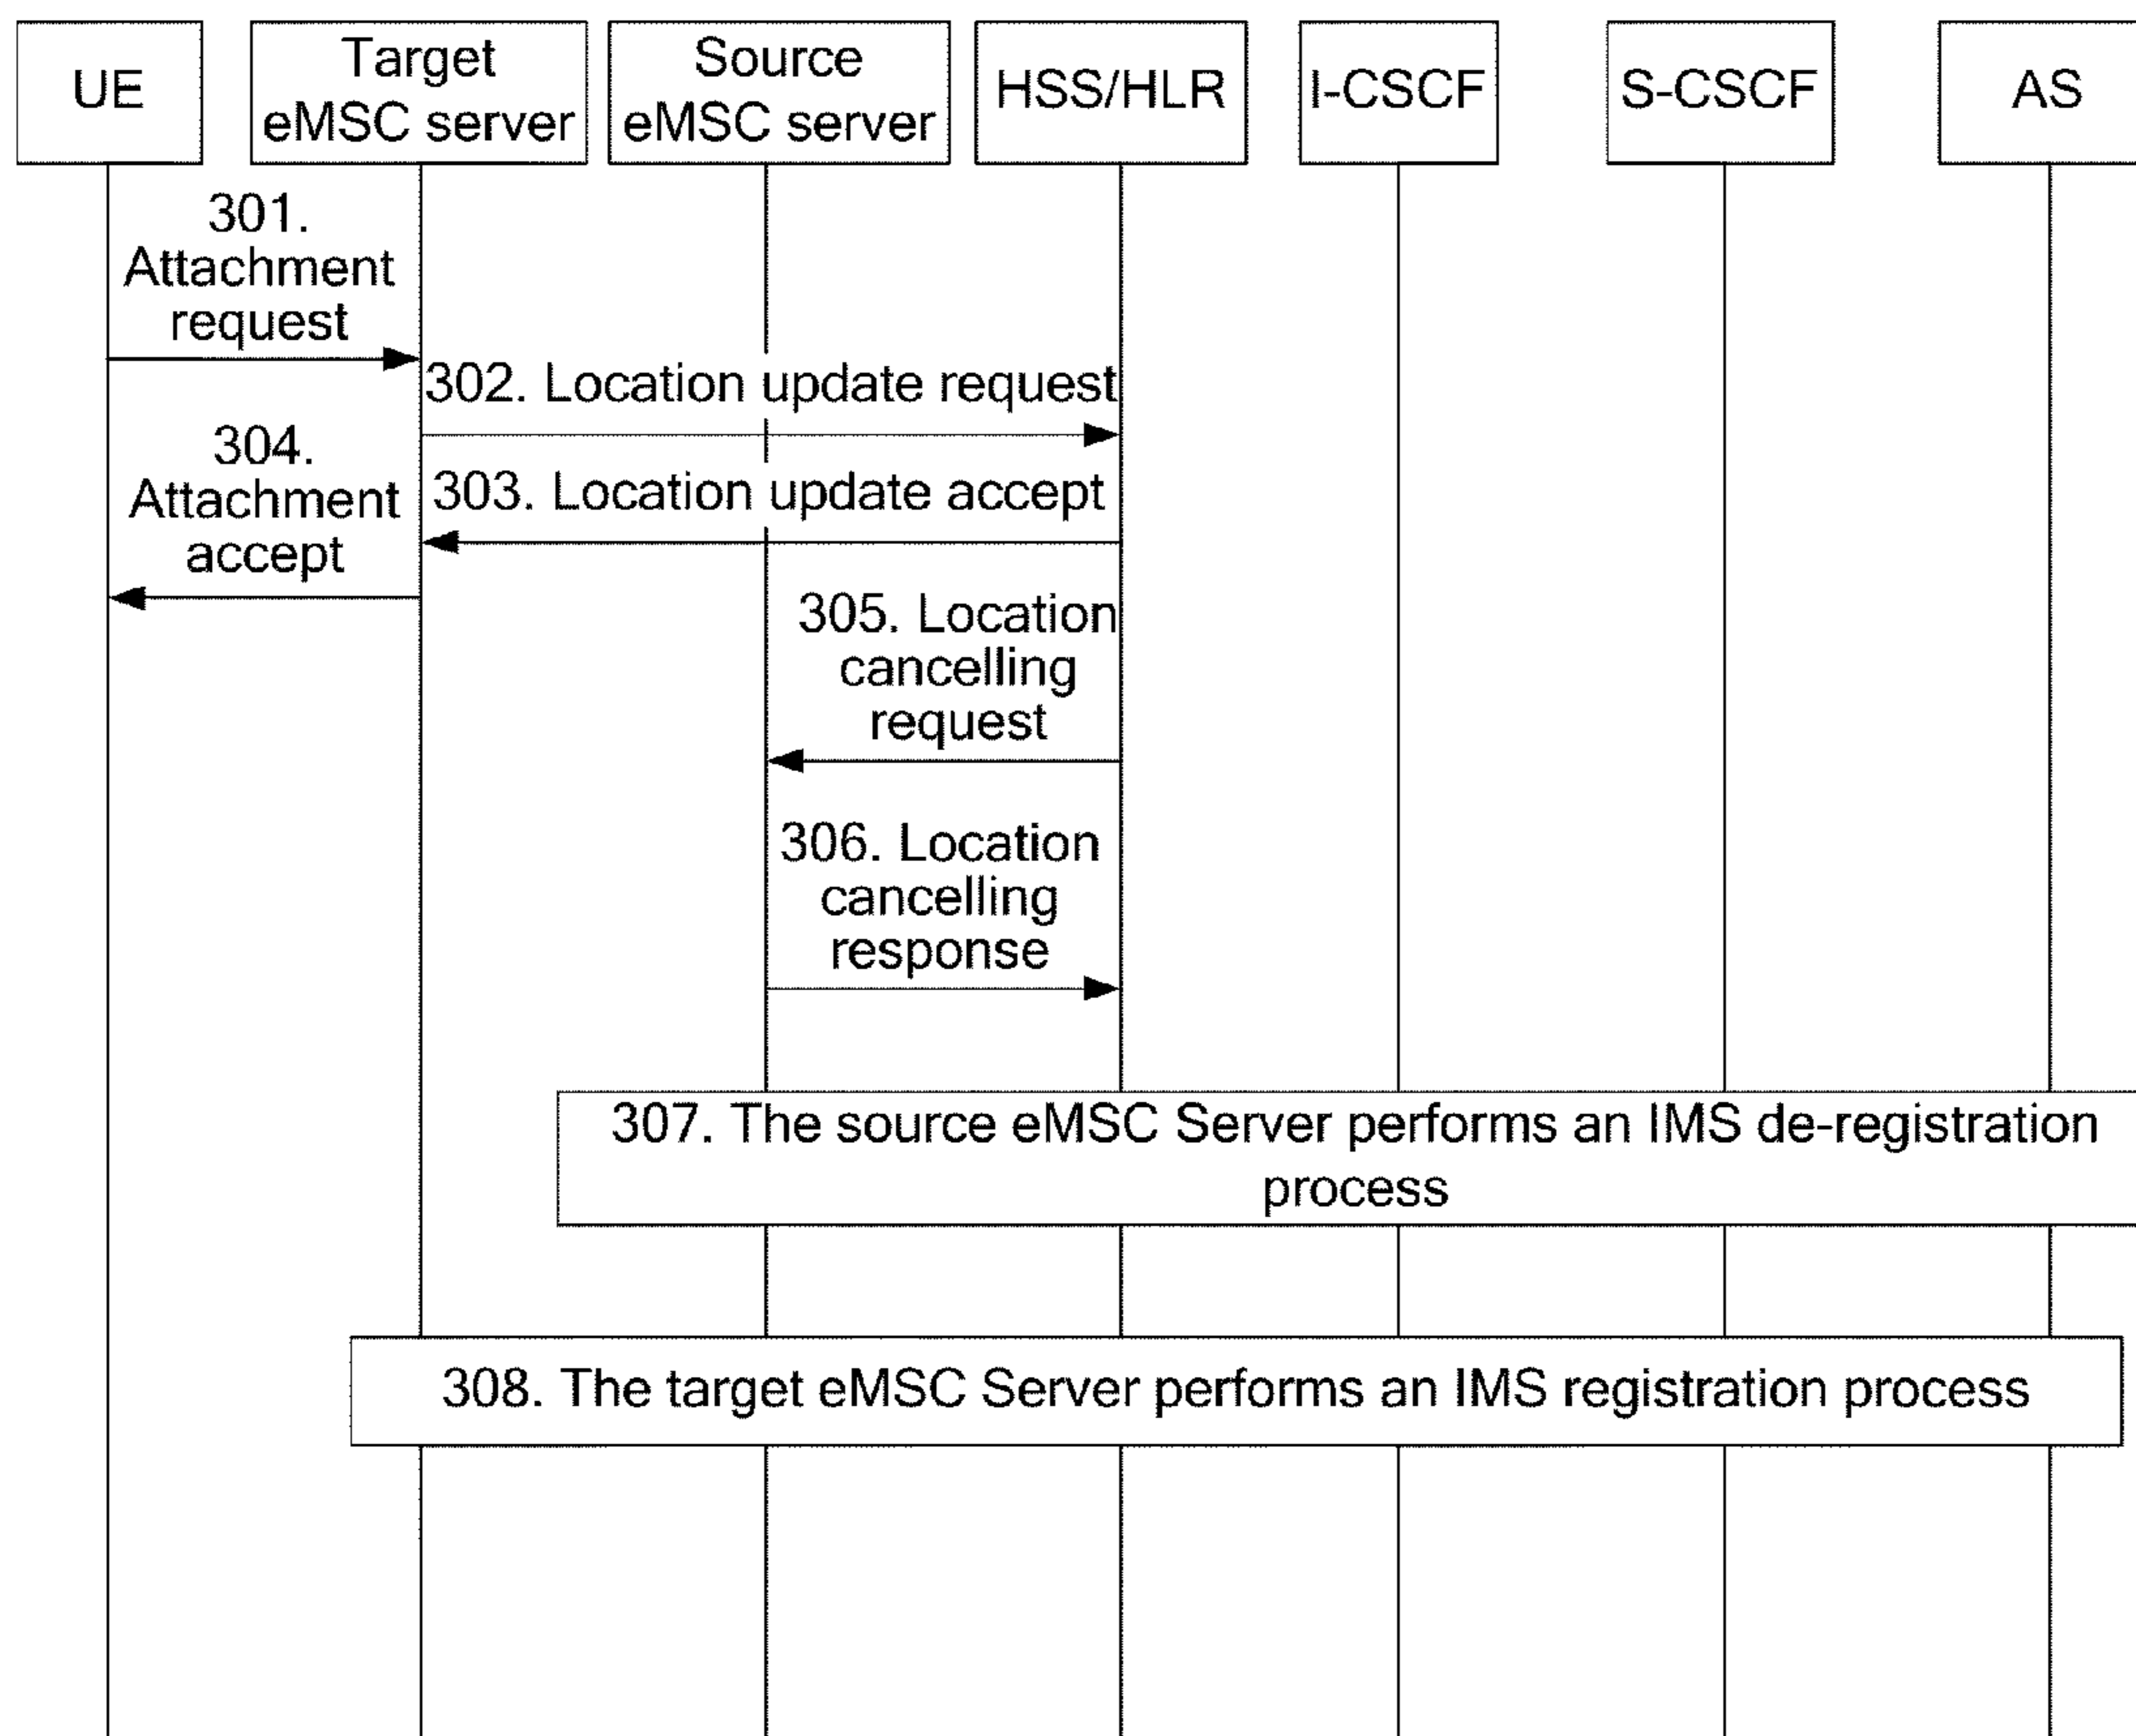 UE
Target
eMSC server
Source
eMSC server
HSS/HLR
I-CSCF
S-CSCF
AS
301.
Attachment
request
302. Location update request
303. Location update accept
304.
Attachment
accept
305. Location
cancelling
request
306. Location
cancelling
response
307. The source eMSC Server performs an IMS de-registration
process
308. The target eMSC Server performs an IMS registration process